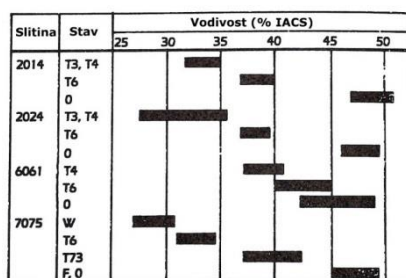 Slitina Stav Vodivost (% IACS)
25 30 35 40 45 50
2014 T3, T4
T6
0
2024 T3, T4
T6
0
6061 T4
T6
0
7075 W
T6
T73
F, 0